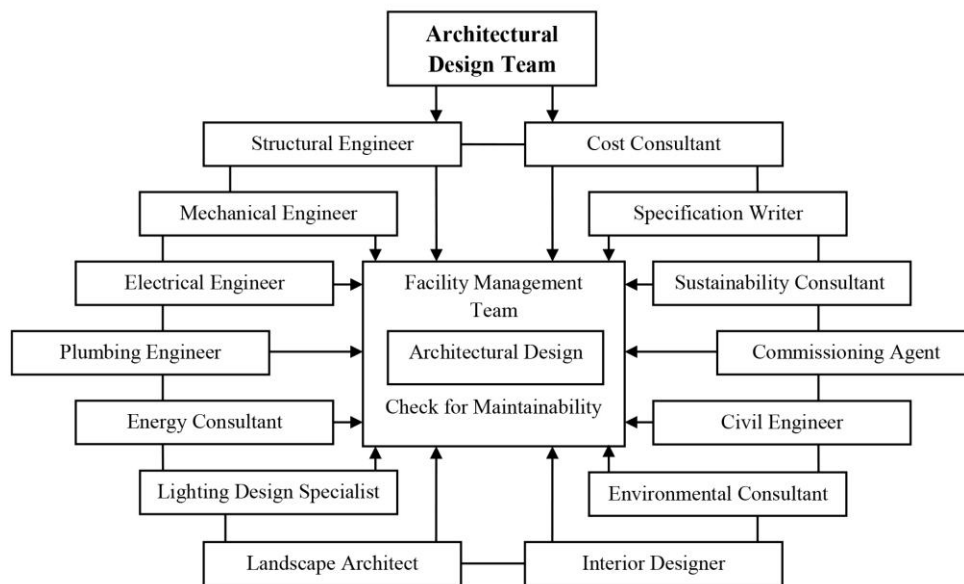 Architectural
Design Team
Structural Engineer
Cost Consultant
Mechanical Engineer
Specification Writer
Electrical Engineer
Facility Management
Team
Sustainability Consultant
Plumbing Engineer
Architectural Design
Commissioning Agent
Energy Consultant
Check for Maintainability
Civil Engineer
Lighting Design Specialist
Environmental Consultant
Landscape Architect
Interior Designer